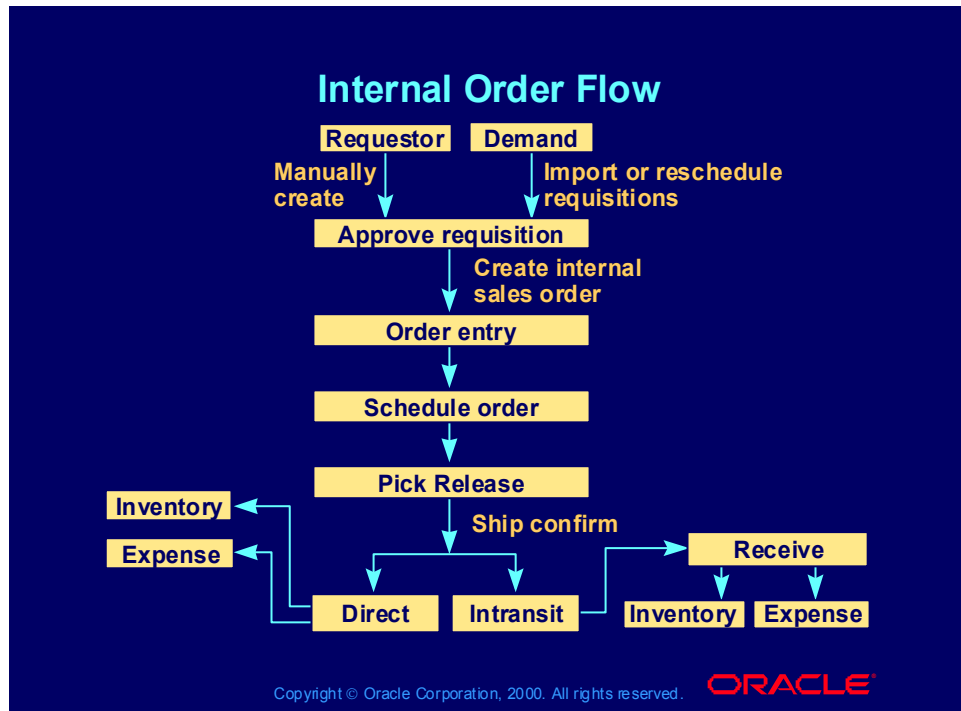 Internal Order Flow
Requestor
Demand
Manually
create
Import or reschedule
requisitions
Approve requisition
Create internal
sales order
Order entry
Schedule order
Pick Release
Ship confirm
Inventory
Expense
Direct
Intransit
Receive
Inventory
Expense
Copyright © Oracle Corporation, 2000. All rights reserved.
ORACLE®